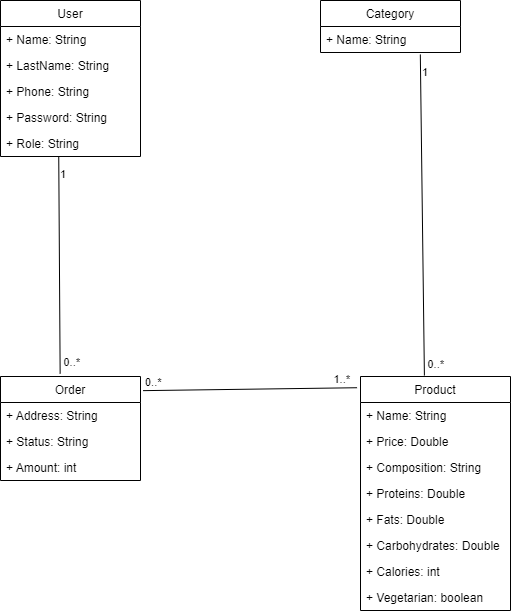 User
+ Name: String
+ LastName: String
+ Phone: String
+ Password: String
+ Role: String
1
Category
+ Name: String
1
0..*
0..*
Order
+ Address: String
+ Status: String
+ Amount: int
0..*
1..*
Product
+ Name: String
+ Price: Double
+ Composition: String
+ Proteins: Double
+ Fats: Double
+ Carbohydrates: Double
+ Calories: int
+ Vegetarian: boolean